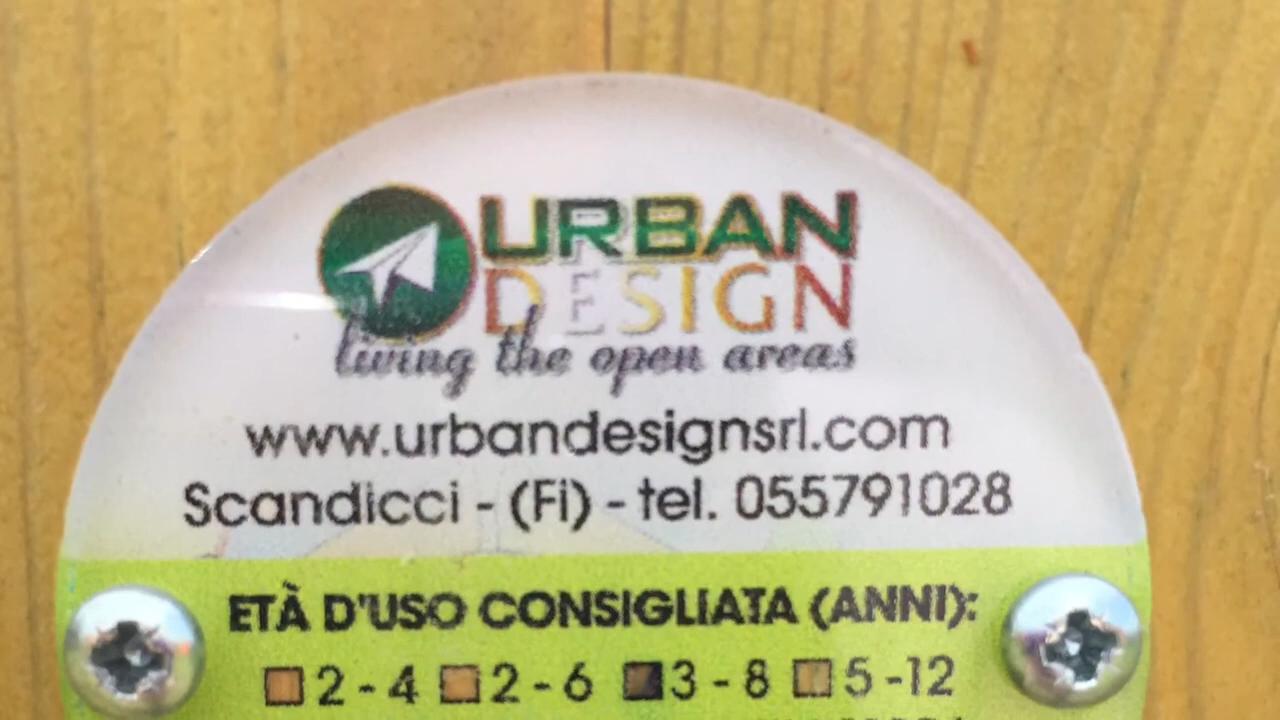 URBAN
DESIGN
living the open areas
www.urbandesignsrl.com
Scandicci - (Fi) - tel. 055791028
ETÀ D'USO CONSIGLIATA (ANNI):
2 - 4 2 - 6 3 - 8 5 -12